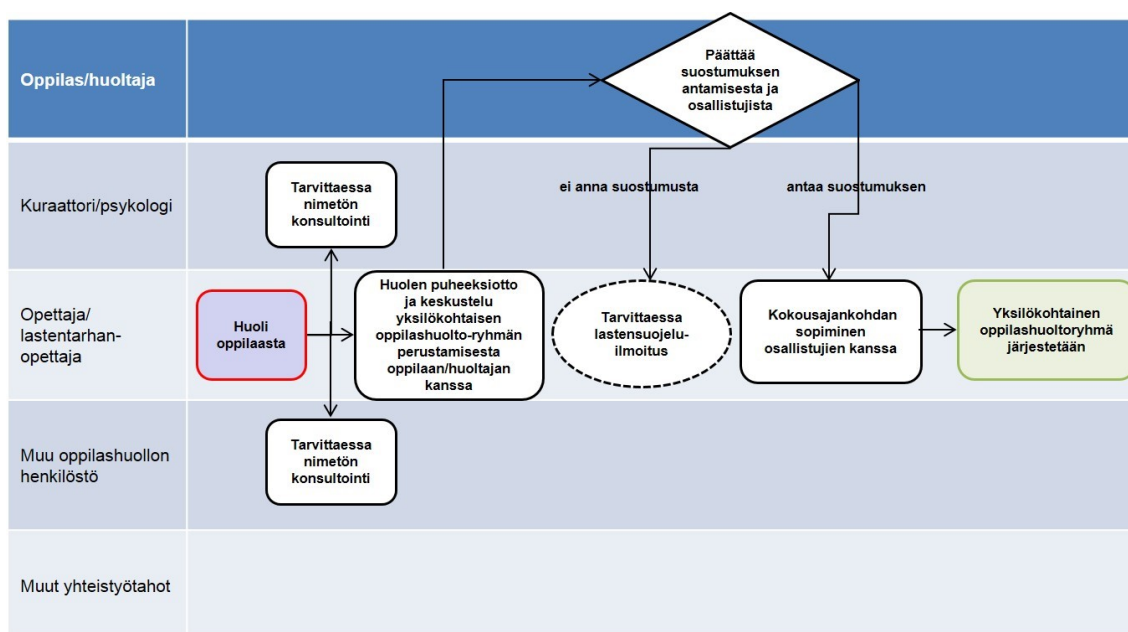 Oppilas/huoltaja
Päättää
suostumuksen
antamisesta ja
osallistujista
Kuraattori/psykologi
Tarvittaessa
nimetön
konsultointi
ei anna suostumusta
antaa suostumuksen
Opettaja/
lastentarhan-
opettaja
Huoli
oppilaasta
Huolen puheeksiotto
ja keskustelu
yksilökohtaisen
oppilashuolto-ryhmän
perustamisesta
oppilaan/huoltajan
kanssa
Tarvittaessa
lastensuojelu-
ilmoitus
Kokousajankohdan
sopiminen
osallistujien kanssa
Yksilökohtainen
oppilashuoltoryhmä
järjestetään
Muu oppilashuollon
henkilöstö
Tarvittaessa
nimetön
konsultointi
Muut yhteistyötahot